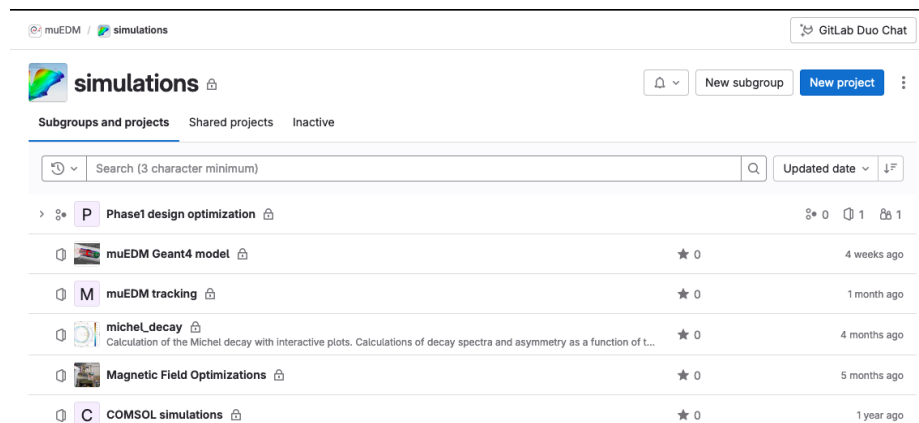 muEDM / simulations
GitLab Duo Chat
simulations
New subgroup
New project
Subgroups and projects Shared projects Inactive
Search (3 character minimum)
Updated date
P Phase1 design optimization 0 1 1
muEDM Geant4 model 0 4 weeks ago
M muEDM tracking 0 1 month ago
michel_decay 0 4 months ago
Calculation of the Michel decay with interactive plots. Calculations of decay spectra and asymmetry as a function of t...
Magnetic Field Optimizations 0 5 months ago
C COMSOL simulations 0 1 year ago